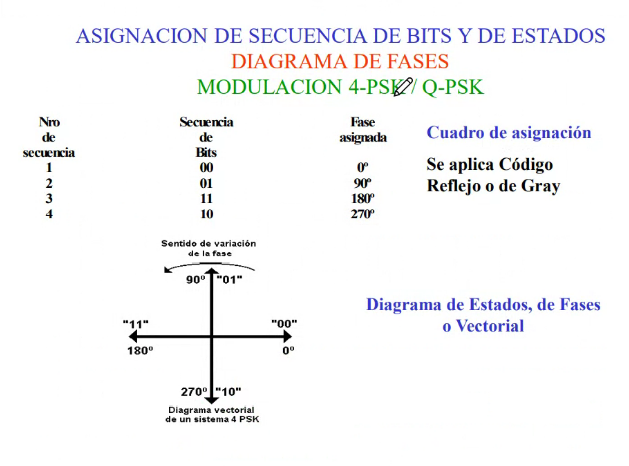 ASIGNACION DE SECUENCIA DE BITS Y DE ESTADOS
DIAGRAMA DE FASES
MODULACION 4-PSK / Q-PSK
Nro de secuencia Secuencia de Bits Fase asignada
1 00 0º
2 01 90º
3 11 180º
4 10 270º
Cuadro de asignación
Se aplica Código
Reflejo o de Gray
Sentido de variación
de la fase
90º "01"
"11" "00"
180º 0º
270º "10"
Diagrama vectorial
de un sistema 4 PSK
Diagrama de Estados, de Fases
o Vectorial